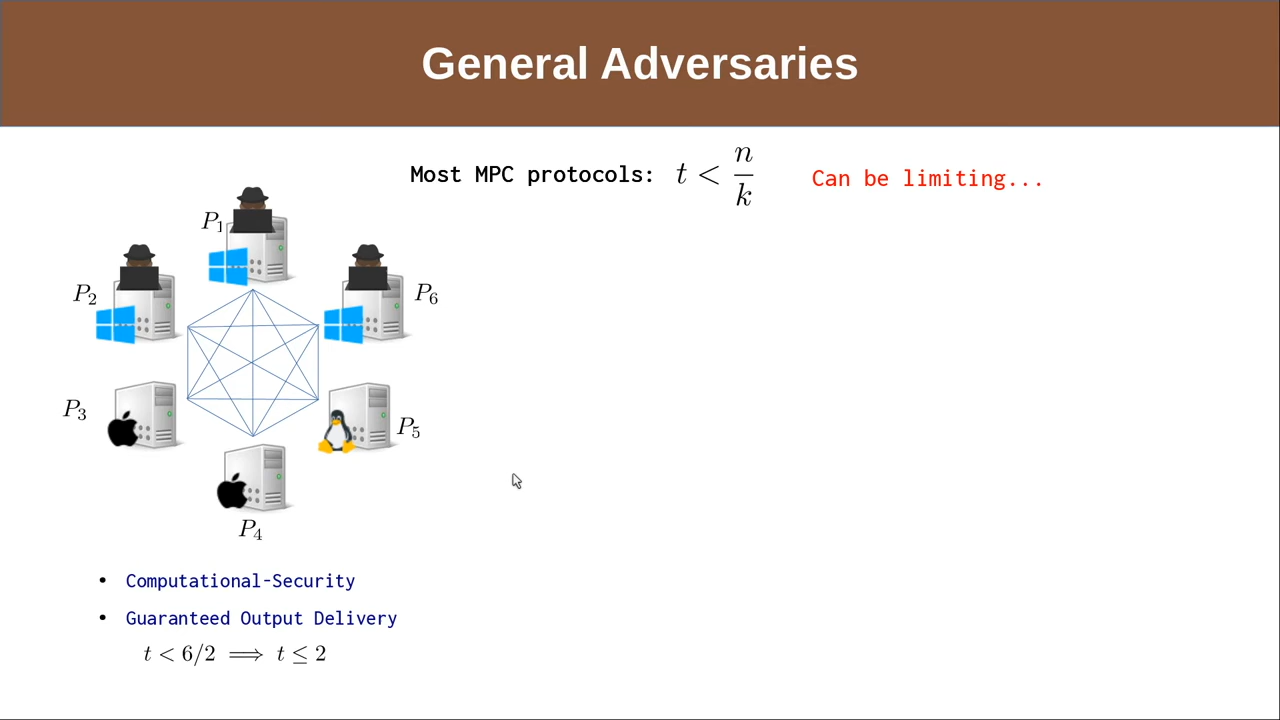 General Adversaries
Most MPC protocols: t < n/k Can be limiting...
P₁
P₂
P₆
P₃
P₅
P₄
• Computational-Security
• Guaranteed Output Delivery
t < 6/2 ⟹ t ≤ 2